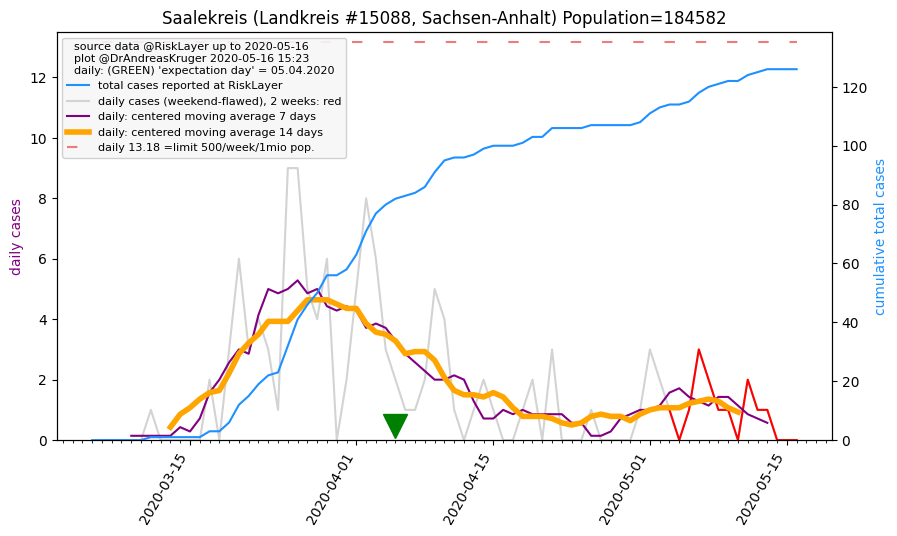 Saalekreis (Landkreis #15088, Sachsen-Anhalt) Population=184582
source data @RiskLayer up to 2020-05-16
plot @DrAndreasKruger 2020-05-16 15:23
daily: (GREEN) 'expectation day' = 05.04.2020
total cases reported at RiskLayer
daily cases (weekend-flawed), 2 weeks: red
daily: centered moving average 7 days
daily: centered moving average 14 days
daily 13.18 =limit 500/week/1mio pop.
daily cases
12
10
8
6
4
2
0
120
100
80
60
40
20
0
cumulative total cases
2020-03-15
2020-04-01
2020-04-15
2020-05-01
2020-05-15